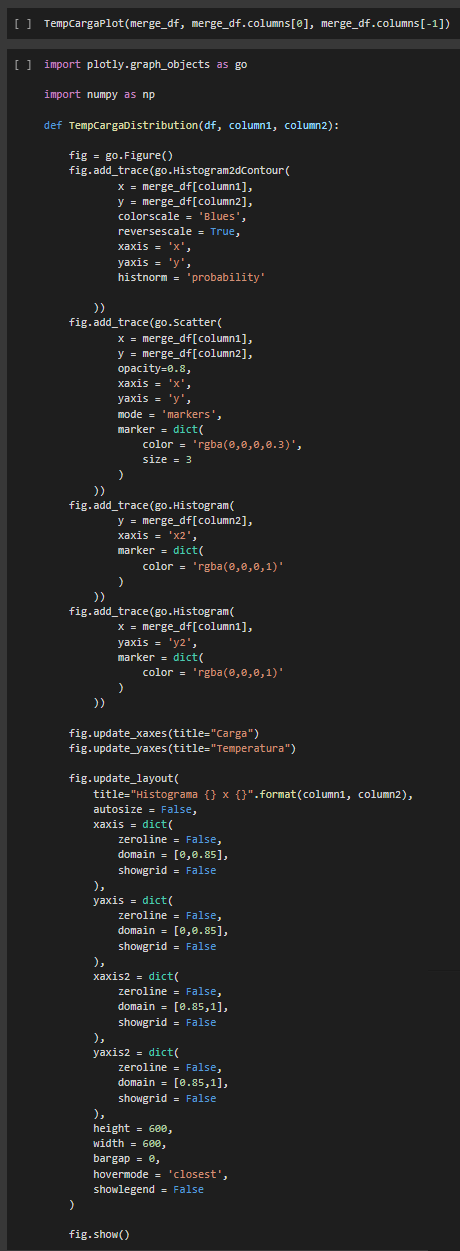 [ ] TempCargaPlot(merge_df, merge_df.columns[0], merge_df.columns[-1])
[ ] import plotly.graph_objects as go
import numpy as np
def TempCargaDistribution(df, column1, column2):
    fig = go.Figure()
    fig.add_trace(go.Histogram2dContour(
            x = merge_df[column1],
            y = merge_df[column2],
            colorscale = 'Blues',
            reversescale = True,
            xaxis = 'x',
            yaxis = 'y',
            histnorm = 'probability'
        ))
    fig.add_trace(go.Scatter(
            x = merge_df[column1],
            y = merge_df[column2],
            opacity=0.8,
            xaxis = 'x',
            yaxis = 'y',
            mode = 'markers',
            marker = dict(
                color = 'rgba(0,0,0,0.3)',
                size = 3
            )
        ))
    fig.add_trace(go.Histogram(
            y = merge_df[column2],
            xaxis = 'x2',
            marker = dict(
                color = 'rgba(0,0,0,1)'
            )
        ))
    fig.add_trace(go.Histogram(
            x = merge_df[column1],
            yaxis = 'y2',
            marker = dict(
                color = 'rgba(0,0,0,1)'
            )
        ))
    fig.update_xaxes(title="Carga")
    fig.update_yaxes(title="Temperatura")
    fig.update_layout(
        title="Histograma {} x {}".format(column1, column2),
        autosize = False,
        xaxis = dict(
            zeroline = False,
            domain = [0,0.85],
            showgrid = False
        ),
        yaxis = dict(
            zeroline = False,
            domain = [0,0.85],
            showgrid = False
        ),
        xaxis2 = dict(
            zeroline = False,
            domain = [0.85,1],
            showgrid = False
        ),
        yaxis2 = dict(
            zeroline = False,
            domain = [0.85,1],
            showgrid = False
        ),
        height = 600,
        width = 600,
        bargap = 0,
        hovermode = 'closest',
        showlegend = False
    )
    fig.show()